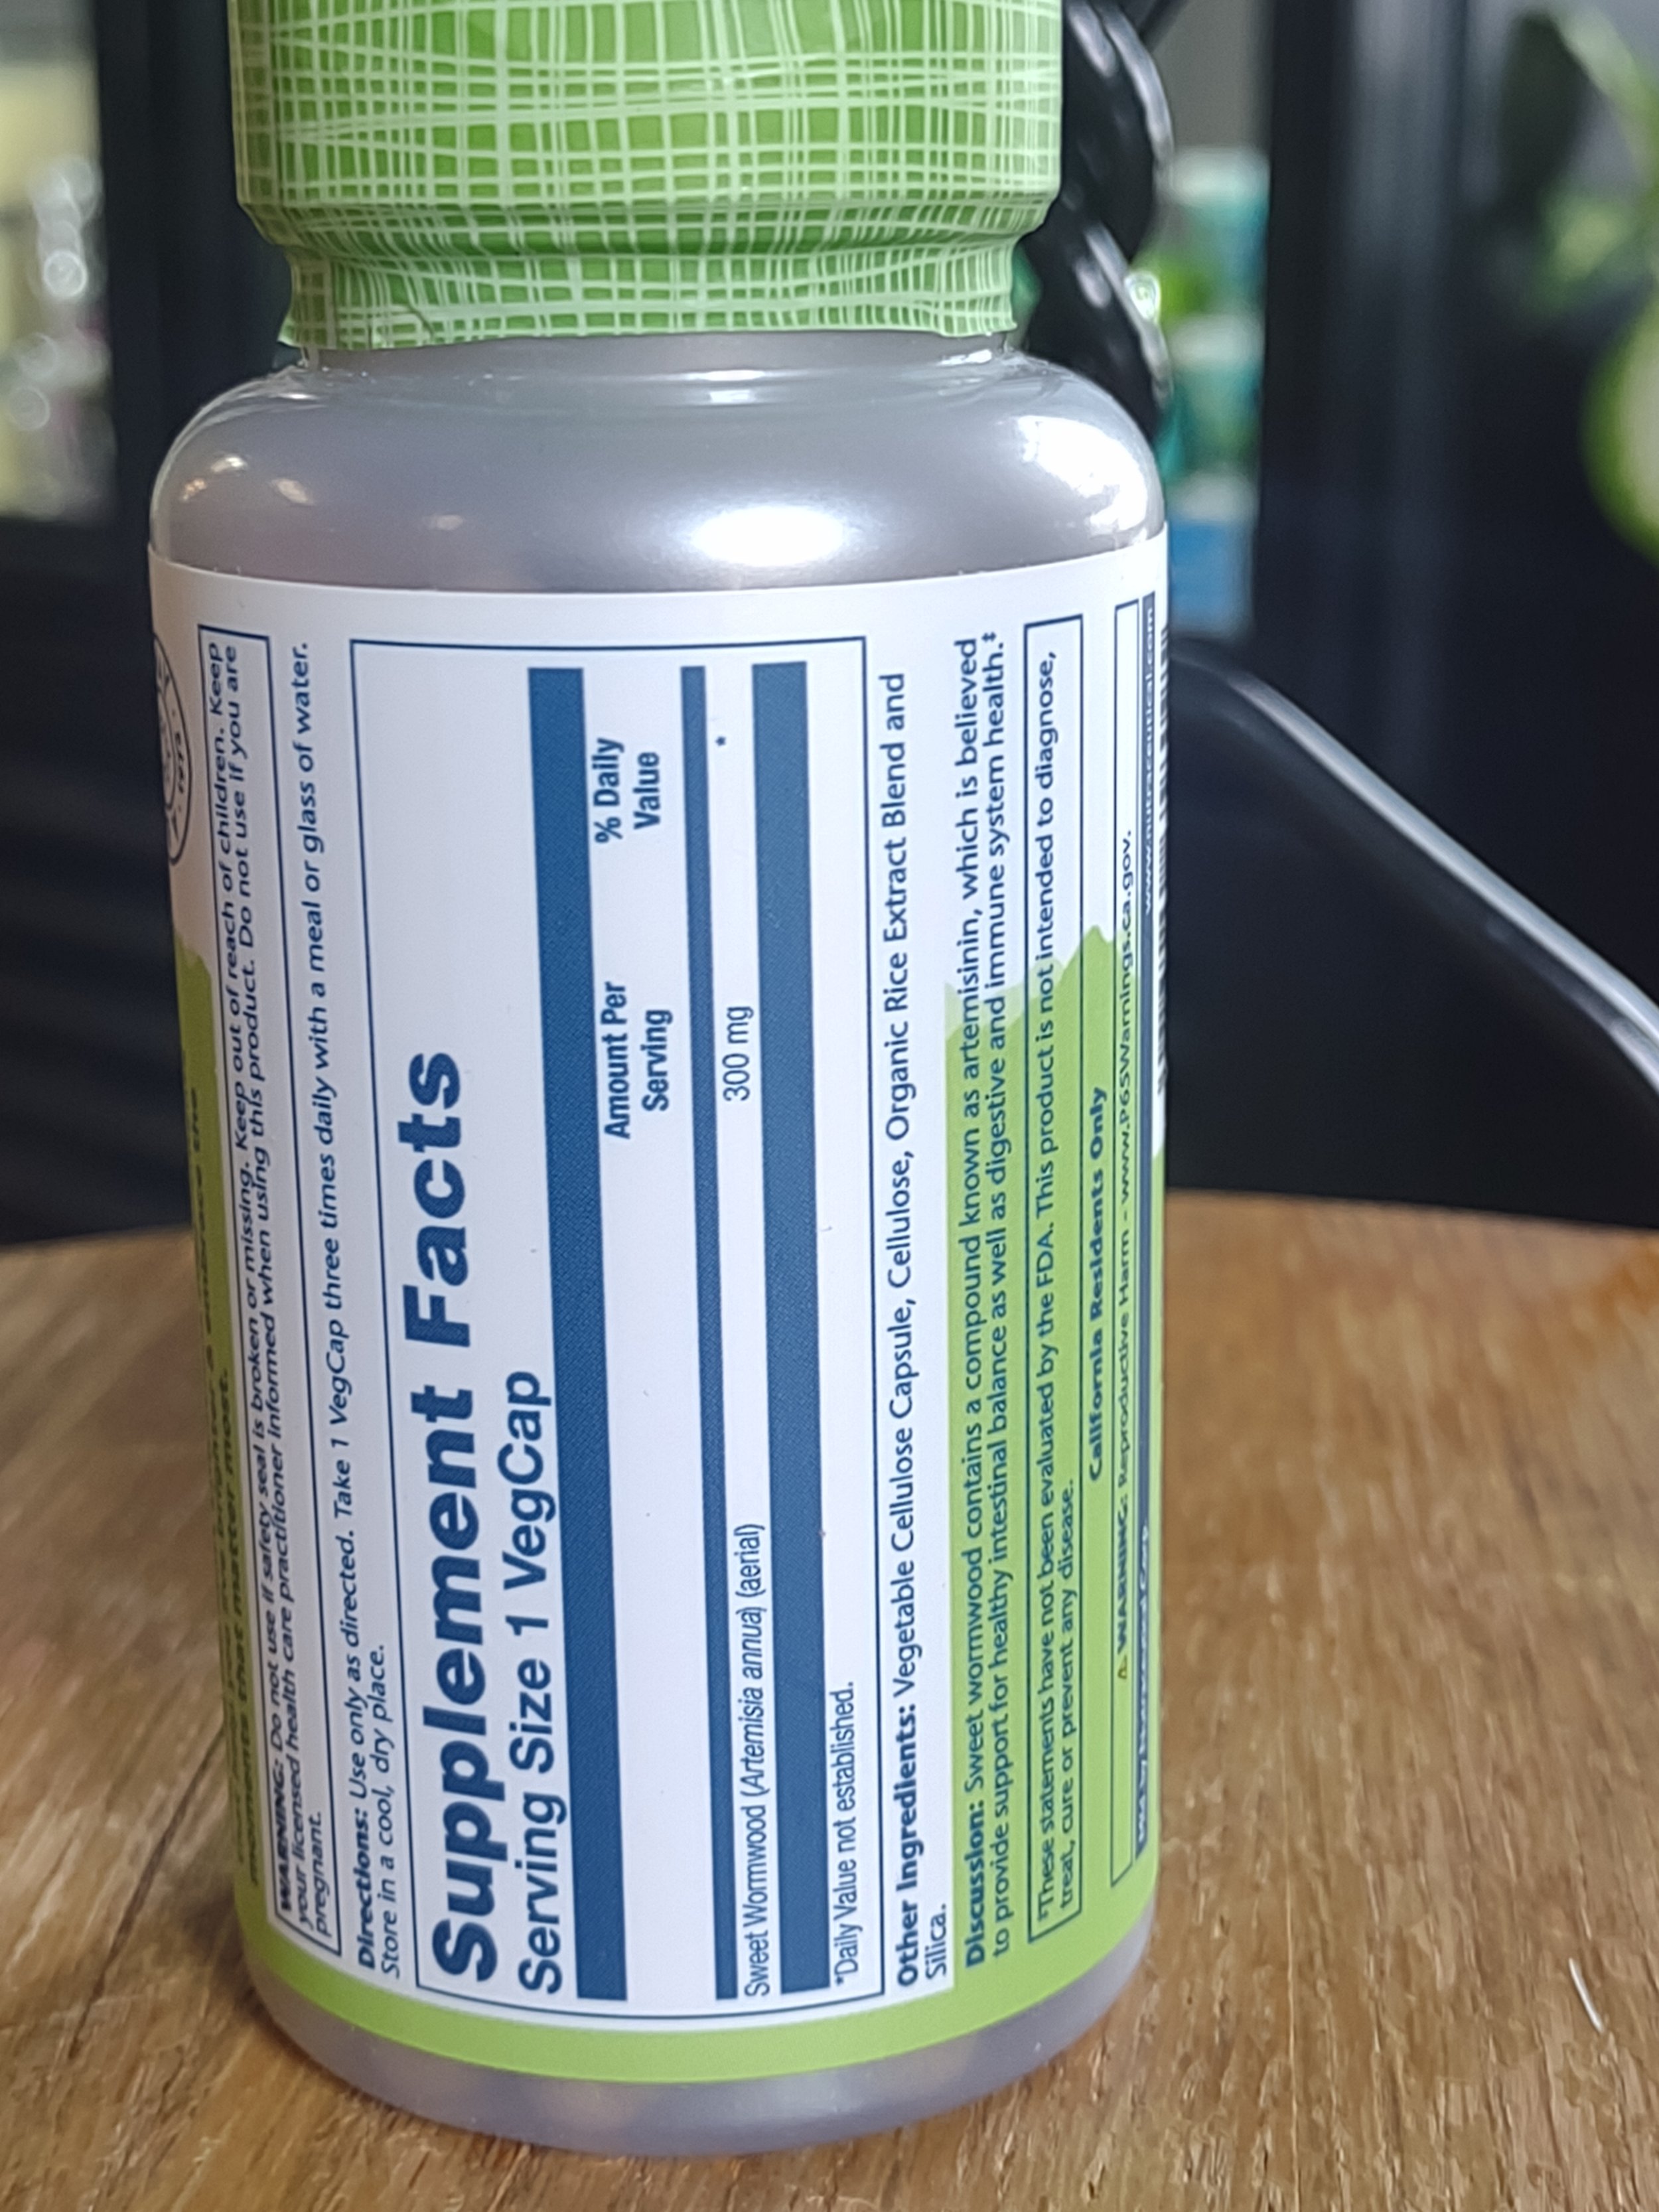 moments that matter most.
WARNING: Do not use if safety seal is broken or missing. Keep out of reach of children. Keep
your licensed health care practitioner informed when using this product. Do not use if you are
pregnant.
Directions: Use only as directed. Take 1 VegCap three times daily with a meal or glass of water.
Store in a cool, dry place.
Supplement Facts
Serving Size 1 VegCap
Amount Per
Serving
% Daily
Value
Sweet Wormwood (Artemisia annua) (aerial) 300 mg *
*Daily Value not established.
Other Ingredients: Vegetable Cellulose Capsule, Cellulose, Organic Rice Extract Blend and
Silica.
Discussion: Sweet wormwood contains a compound known as artemisinin, which is believed
to provide support for healthy intestinal balance as well as digestive and immune system health.‡
‡These statements have not been evaluated by the FDA. This product is not intended to diagnose,
treat, cure or prevent any disease.
California Residents Only
⚠ WARNING: Reproductive Harm – www.P65Warnings.ca.gov.